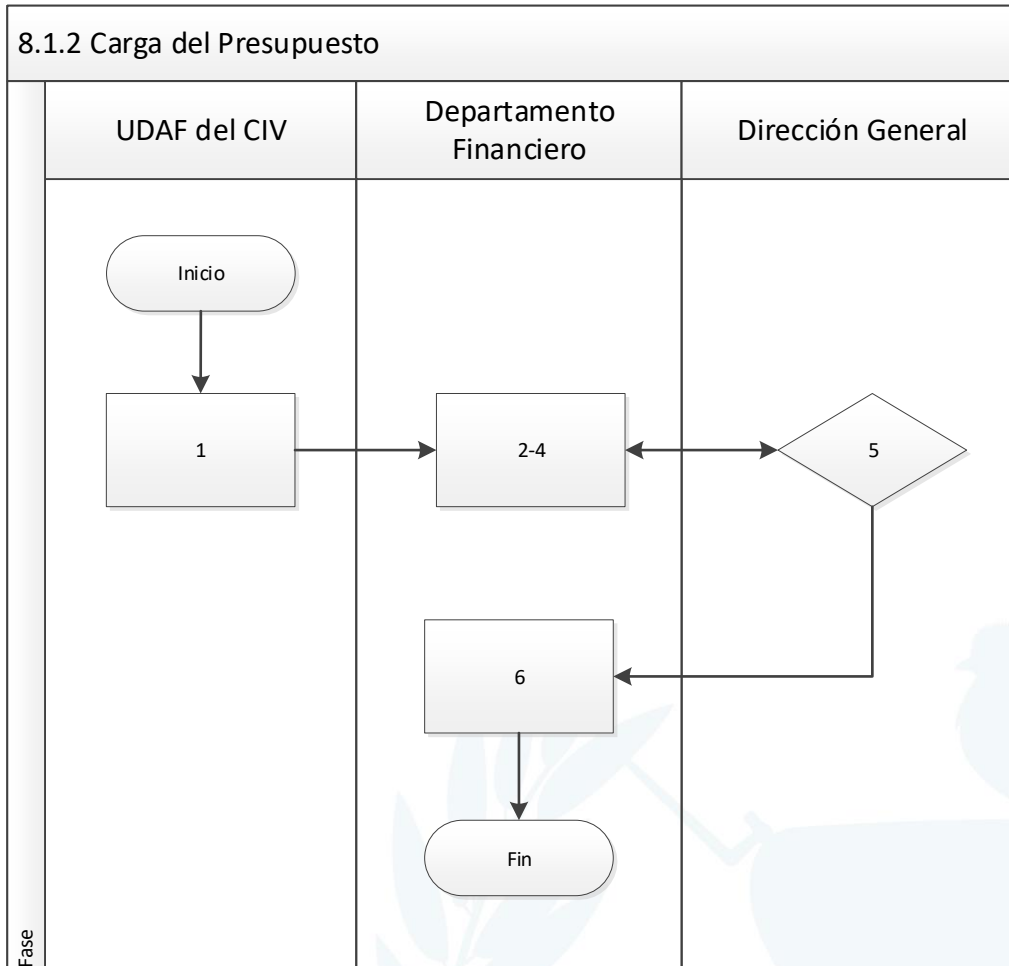 8.1.2 Carga del Presupuesto
UDAF del CIV
Departamento
Financiero
Dirección General
Inicio
1
2-4
5
6
Fin
Fase